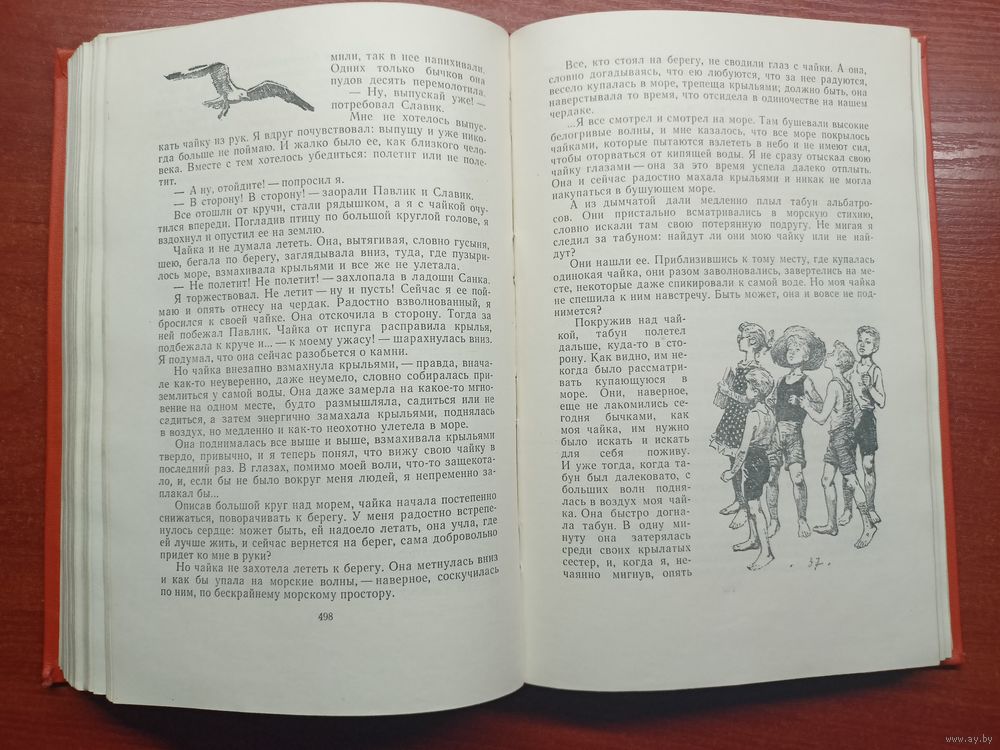 мили, так в нее напихивали.
Одних только бычков она
пудов десять перемолотила.
— Ну, выпускай уже! —
потребовал Славик.
Мне не хотелось выпус-
кать чайку из рук. Я вдруг почувствовал: выпущу и уже нико-
гда больше не поймаю. И жалко было ее, как близкого чело-
века. Вместе с тем хотелось убедиться: полетит или не поле-
тит.
— А ну, отойдите! — попросил я.
— В сторону! В сторону! — заорали Павлик и Славик.
Все отошли от кручи, стали рядышком, а я с чайкой очу-
тился впереди. Погладив птицу по большой круглой голове, я
вздохнул и опустил ее на землю.
Чайка и не думала лететь. Она, вытягивая, словно гусыня,
шею, бегала по берегу, заглядывала вниз, туда, где пузыри-
лось море, взмахивала крыльями и все же не улетала.
— Не полетит! Не полетит! — захлопала в ладоши Санка.
Я торжествовал. Не летит — ну и пусть! Сейчас я ее пой-
маю и опять отнесу на чердак. Радостно взволнованный, я
бросился к своей чайке. Она отскочила в сторону. Тогда за
ней побежал Павлик. Чайка от испуга расправила крылья,
подбежала к круче и... — к моему ужасу! — шарахнулась вниз.
Я подумал, что она сейчас разобьется о камни.
Но чайка внезапно взмахнула крыльями, — правда, внача-
ле как-то неуверенно, даже неумело, словно собиралась при-
землиться у самой воды. Она даже замерла на какое-то мгно-
вение на одном месте, будто размышляла, садиться или не
садиться, а затем энергично замахала крыльями, поднялась
в воздух, но медленно и как-то неохотно улетела в море.
Она поднималась все выше и выше, взмахивала крыльями
твердо, привычно, и я теперь понял, что вижу свою чайку в
последний раз. В глазах, помимо моей воли, что-то защекота-
ло, и, если бы не было вокруг меня людей, я непременно за-
плакал бы...
Описав большой круг над морем, чайка начала постепенно
снижаться, поворачивать к берегу. У меня радостно встрепе-
нулось сердце: может быть, ей надоело летать, она учла, где
ей лучше жить, и сейчас вернется на берег, сама добровольно
придет ко мне в руки?
Но чайка не захотела лететь к берегу. Она метнулась вниз
и как бы упала на морские волны, — наверное, соскучилась
по ним, по бескрайнему морскому простору.
498
Все, кто стоял на берегу, не сводили глаз с чайки. А она,
словно догадываясь, что ею любуются, что за нее радуются,
весело купалась в море, трепеща крыльями; должно быть, она
наверстывала то время, что отсидела в одиночестве на нашем
чердаке.
...Я все смотрел и смотрел на море. Там бушевали высокие
белогривые волны, и мне казалось, что все море покрылось
чайками, которые пытаются взлететь в небо и не имеют сил,
чтобы оторваться от кипящей воды. Я не сразу отыскал свою
чайку глазами — она за это время успела далеко отплыть.
Она и сейчас радостно махала крыльями и никак не могла
накупаться в бушующем море.
А из дымчатой дали медленно плыл табун альбатро-
сов. Они пристально всматривались в морскую стихию,
словно искали там свою потерянную подругу. Не мигая я
следил за табуном: найдут ли они мою чайку или не най-
дут?
Они нашли ее. Приблизившись к тому месту, где купалась
одинокая чайка, они разом заволновались, завертелись на ме-
сте, некоторые даже спикировали к самой воде. Но моя чайка
не спешила к ним навстречу. Быть может, она и вовсе не под-
нимется?
Покружив над чай-
кой, табун полетел
дальше, куда-то в сто-
рону. Как видно, им не-
когда было рассматри-
вать купающуюся в
море. Они, наверное,
еще не лакомились се-
годня бычками, как
моя чайка, им нужно
было искать и искать
для себя поживу.
И уже тогда, когда та-
бун был далековато, с
больших волн подня-
лась в воздух моя чай-
ка. Она быстро догна-
ла табун. В одну ми-
нуту она затерялась
среди своих крылатых
сестер, и, когда я, не-
чаянно мигнув, опять
. 37 .
www.ay.by